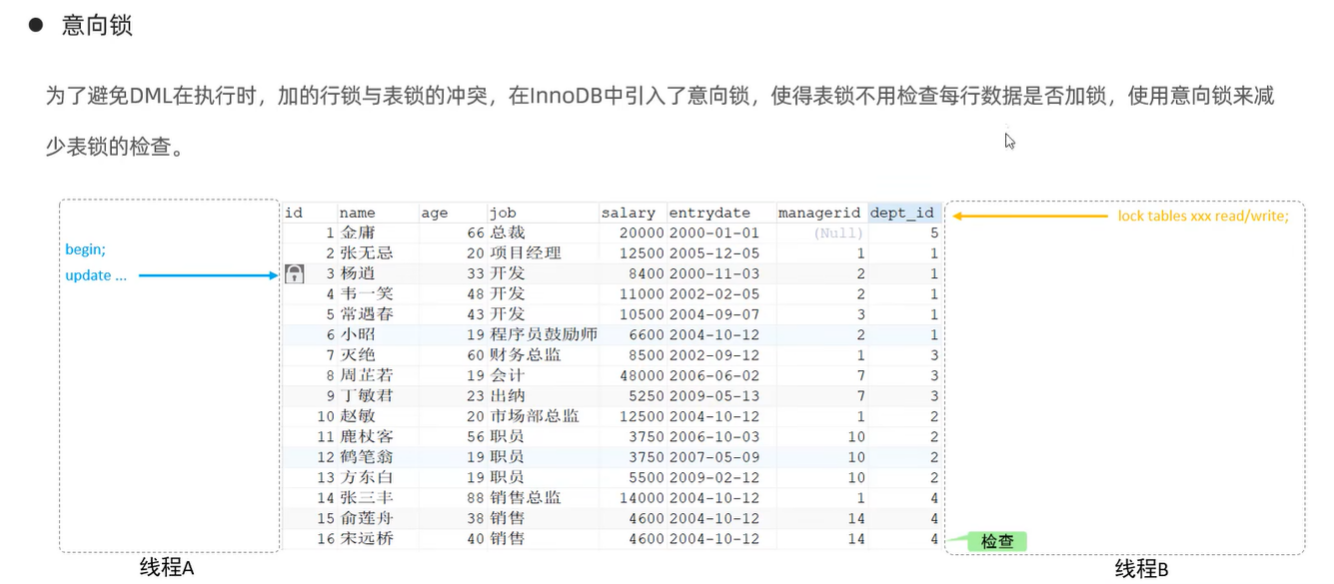 ● 意向锁
为了避免DML在执行时，加的行锁与表锁的冲突，在InnoDB中引入了意向锁，使得表锁不用检查每行数据是否加锁，使用意向锁来减
少表锁的检查。
id name age job salary entrydate managerid dept_id
lock tables xxx read/write;
1 金庸 66 总裁 20000 2000-01-01 (Null) 5
begin;
2 张无忌 20 项目经理 12500 2005-12-05 1 1
update ...
3 杨逍 33 开发 8400 2000-11-03 2 1
4 韦一笑 48 开发 11000 2002-02-05 2 1
5 常遇春 43 开发 10500 2004-09-07 3 1
6 小昭 19 程序员鼓励师 6600 2004-10-12 2 1
7 灭绝 60 财务总监 8500 2002-09-12 1 3
8 周芷若 19 会计 48000 2006-06-02 7 3
9 丁敏君 23 出纳 5250 2009-05-13 7 3
10 赵敏 20 市场部总监 12500 2004-10-12 1 2
11 鹿杖客 56 职员 3750 2006-10-03 10 2
12 鹤笔翁 19 职员 3750 2007-05-09 10 2
13 方东白 19 职员 5500 2009-02-12 10 2
14 张三丰 88 销售总监 14000 2004-10-12 1 4
15 俞莲舟 38 销售 4600 2004-10-12 14 4
16 宋远桥 40 销售 4600 2004-10-12 14 4
检查
线程A
线程B